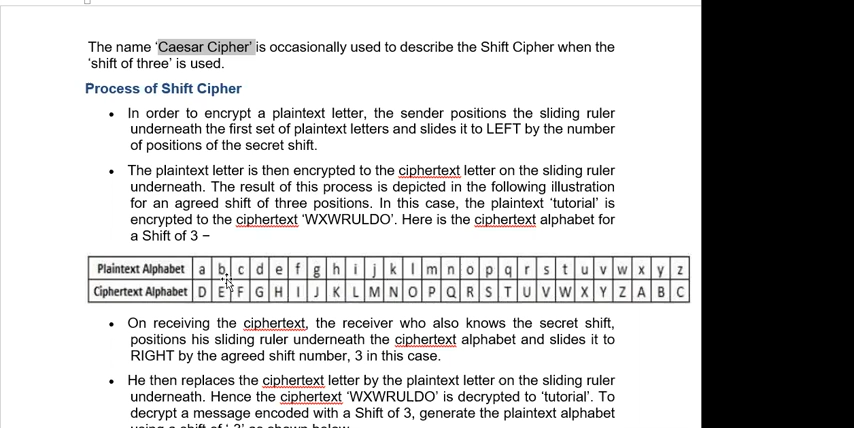 The name ‘Caesar Cipher’ is occasionally used to describe the Shift Cipher when the
‘shift of three’ is used.
Process of Shift Cipher
• In order to encrypt a plaintext letter, the sender positions the sliding ruler
underneath the first set of plaintext letters and slides it to LEFT by the number
of positions of the secret shift.
• The plaintext letter is then encrypted to the ciphertext letter on the sliding ruler
underneath. The result of this process is depicted in the following illustration
for an agreed shift of three positions. In this case, the plaintext ‘tutorial’ is
encrypted to the ciphertext ‘WXWRULDO’. Here is the ciphertext alphabet for
a Shift of 3 −
Plaintext Alphabet a b c d e f g h i j k l m n o p q r s t u v w x y z
Ciphertext Alphabet D E F G H I J K L M N O P Q R S T U V W X Y Z A B C
• On receiving the ciphertext, the receiver who also knows the secret shift,
positions his sliding ruler underneath the ciphertext alphabet and slides it to
RIGHT by the agreed shift number, 3 in this case.
• He then replaces the ciphertext letter by the plaintext letter on the sliding ruler
underneath. Hence the ciphertext ‘WXWRULDO’ is decrypted to ‘tutorial’. To
decrypt a message encoded with a Shift of 3, generate the plaintext alphabet
using a shift of ‘-3’ as shown below